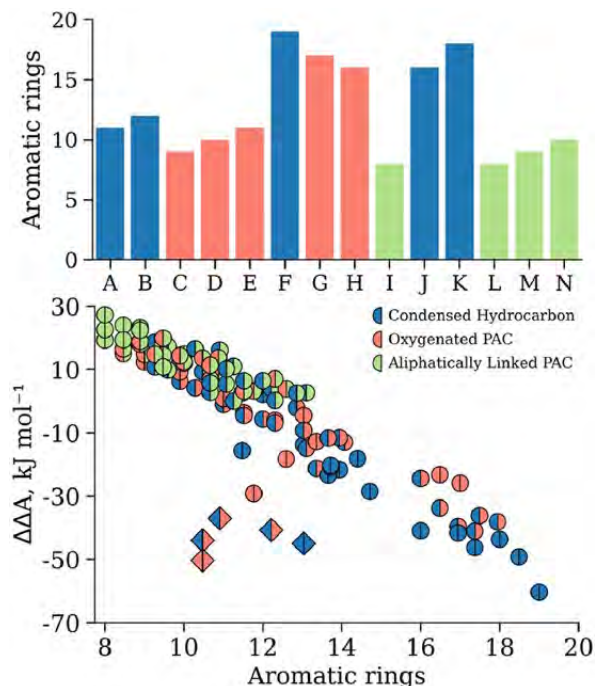 Aromatic rings
20
15
10
5
0
A B C D E F G H I J K L M N
ΔΔA, kJ mol⁻¹
30
10
-10
-30
-50
-70
Condensed Hydrocarbon
Oxygenated PAC
Aliphatically Linked PAC
8 10 12 14 16 18 20
Aromatic rings